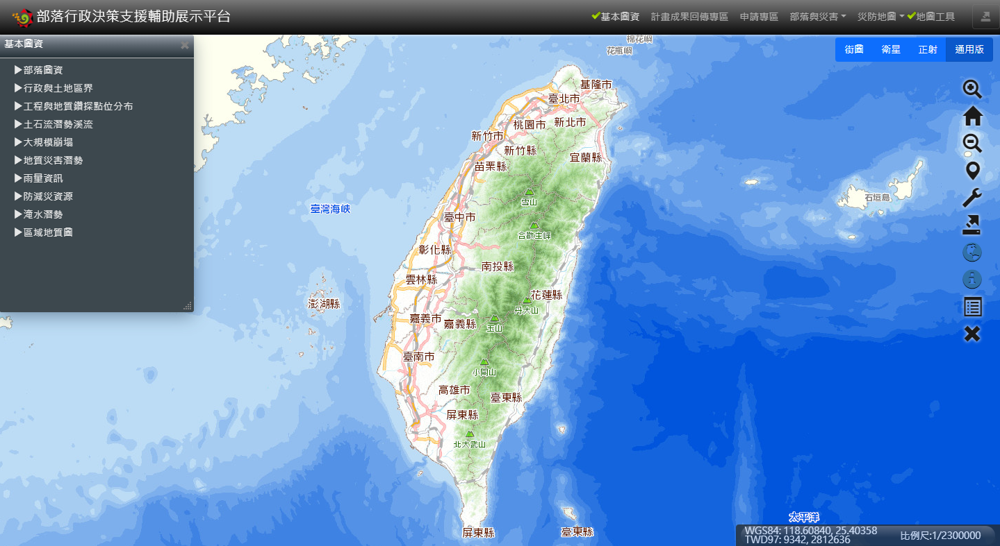 部落行政決策支援輔助展示平台
基本圖資 計畫成果回傳專區 申請專區 部落與災害 災防地圖 地圖工具
基本圖資
▶部落圖資
▶行政與土地區界
▶工程與地質鑽探點位分布
▶土石流潛勢溪流
▶大規模崩塌
▶地質災害潛勢
▶雨量資訊
▶防減災資源
▶淹水潛勢
▶區域地質圖
街圖 衛星 正射 通用版
棉花嶼
花瓶嶼
基隆市
臺北市
桃園市 新北市
新竹市
新竹縣
宜蘭縣
苗栗縣
雪山
石垣島
臺灣海峽
臺中市
合歡主峰
彰化縣
南投縣
雲林縣
花蓮縣
澎湖縣
丹大山
嘉義市
嘉義縣
玉山
臺南市
小關山
高雄市
臺東縣
屏東縣
北大武山
太平洋
屏東縣
臺東縣
WGS84: 118.60840, 25.40358
TWD97: 9342, 2812636
比例尺:1/2300000